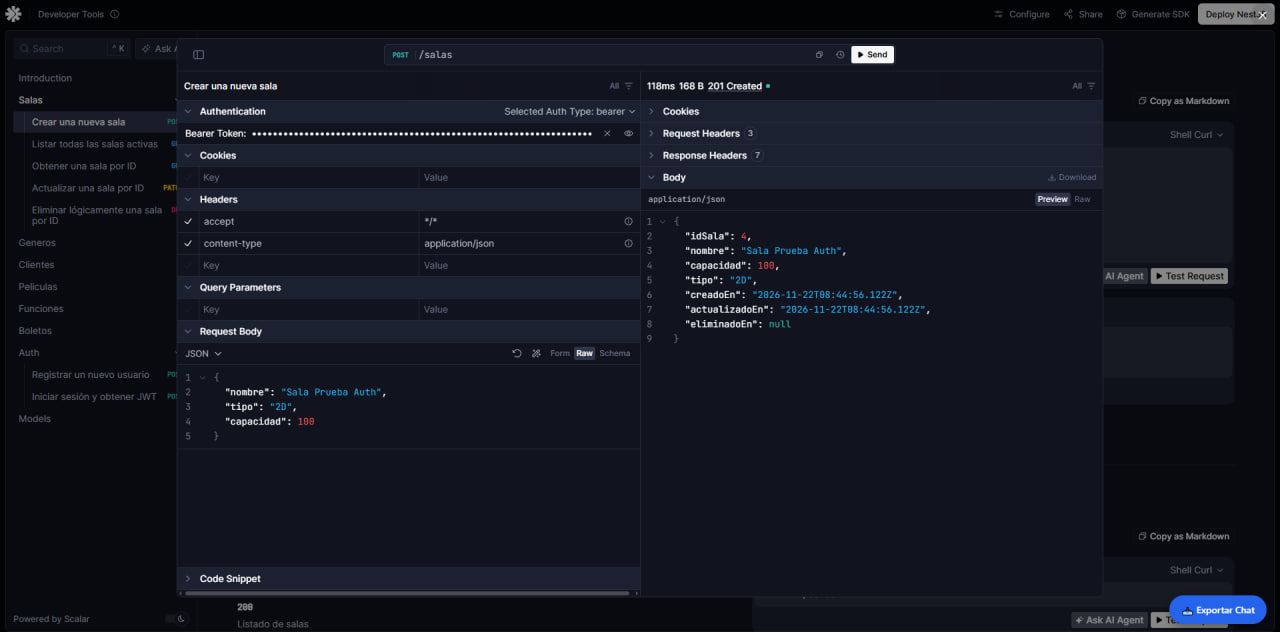 Developer Tools
Configure
Share
Generate SDK
Deploy
Search
^ K
Ask
Introduction
Salas
Crear una nueva sala
Listar todas las salas activas
Obtener una sala por ID
Actualizar una sala por ID
Eliminar lógicamente una sala
por ID
Generos
Clientes
Peliculas
Funciones
Boletos
Auth
Registrar un nuevo usuario
Iniciar sesión y obtener JWT
Models
Powered by Scalar
POST /salas
Send
Crear una nueva sala
All
Authentication
Selected Auth Type: bearer
Bearer Token:
Cookies
Key
Value
Headers
accept
*/*
content-type
application/json
Key
Value
Query Parameters
Key
Value
Request Body
JSON
Form
Raw
Schema
1 {
2 "nombre": "Sala Prueba Auth",
3 "tipo": "2D",
4 "capacidad": 100
5 }
Code Snippet
118ms 168 B 201 Created
All
Cookies
Request Headers 3
Response Headers 7
Body
Download
application/json
Preview
Raw
1 {
2 "idSala": 4,
3 "nombre": "Sala Prueba Auth",
4 "capacidad": 100,
5 "tipo": "2D",
6 "creadoEn": "2026-11-22T08:44:56.122Z",
7 "actualizadoEn": "2026-11-22T08:44:56.122Z",
8 "eliminadoEn": null
9 }
Copy as Markdown
Shell Curl
AI Agent
Test Request
Copy as Markdown
Shell Curl
200
Listado de salas
Ask AI Agent
Exportar Chat